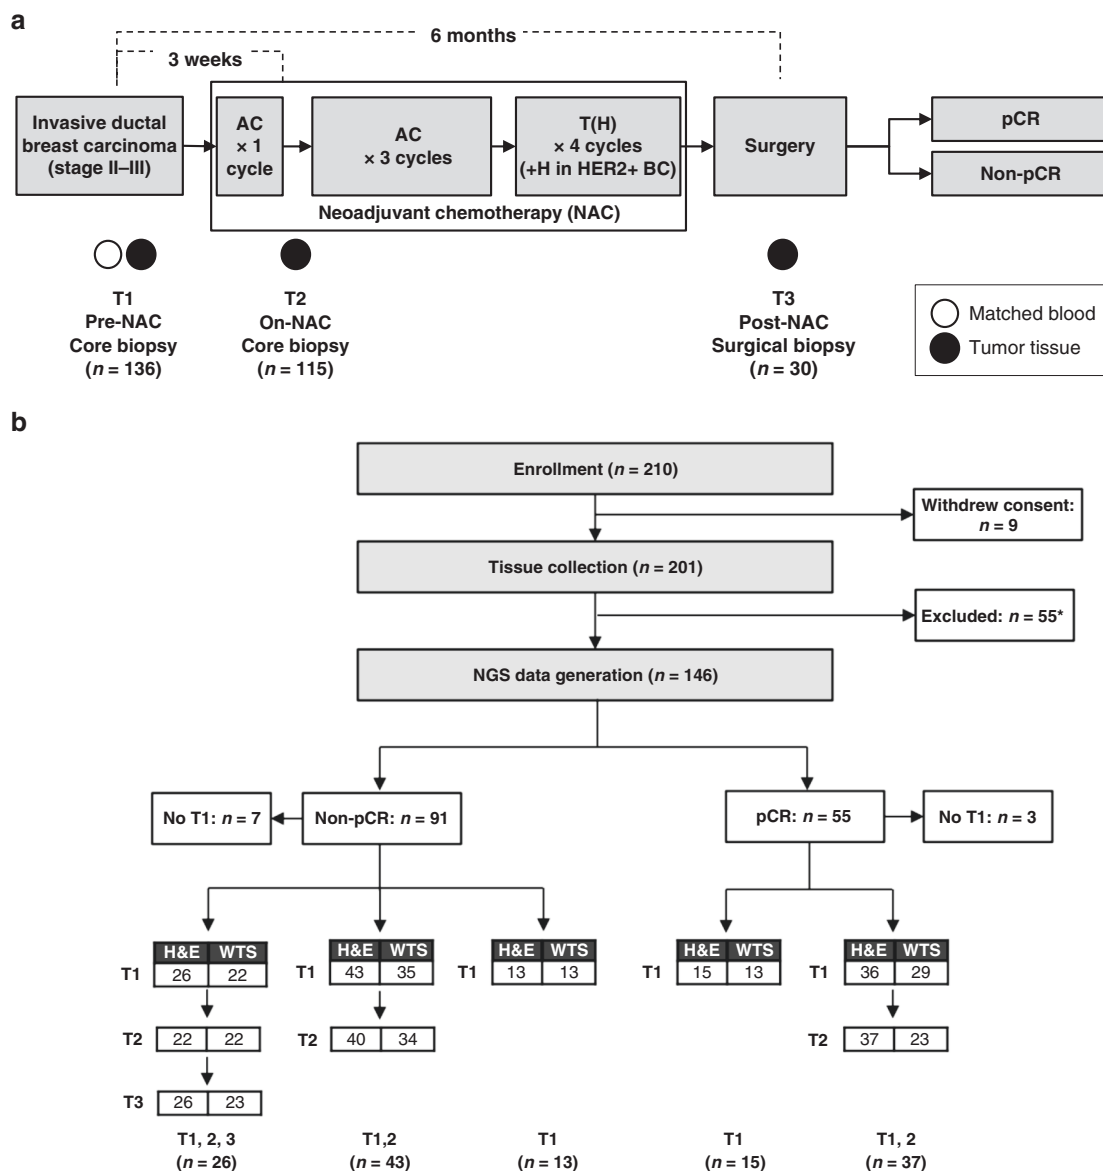 a
6 months
3 weeks
Invasive ductal
breast carcinoma
(stage II–III)
AC
× 1
cycle
AC
× 3 cycles
T(H)
× 4 cycles
(+H in HER2+ BC)
Neoadjuvant chemotherapy (NAC)
Surgery
pCR
Non-pCR
T1
Pre-NAC
Core biopsy
(n = 136)
T2
On-NAC
Core biopsy
(n = 115)
T3
Post-NAC
Surgical biopsy
(n = 30)
Matched blood
Tumor tissue
b
Enrollment (n = 210)
Withdrew consent:
n = 9
Tissue collection (n = 201)
Excluded: n = 55*
NGS data generation (n = 146)
No T1: n = 7
Non-pCR: n = 91
pCR: n = 55
No T1: n = 3
H&E WTS
T1 26 22
T2 22 22
T3 26 23
T1, 2, 3
(n = 26)
H&E WTS
T1 43 35
T2 40 34
T1,2
(n = 43)
H&E WTS
T1 13 13
T1
(n = 13)
H&E WTS
T1 15 13
T1
(n = 15)
H&E WTS
T1 36 29
T2 37 23
T1, 2
(n = 37)